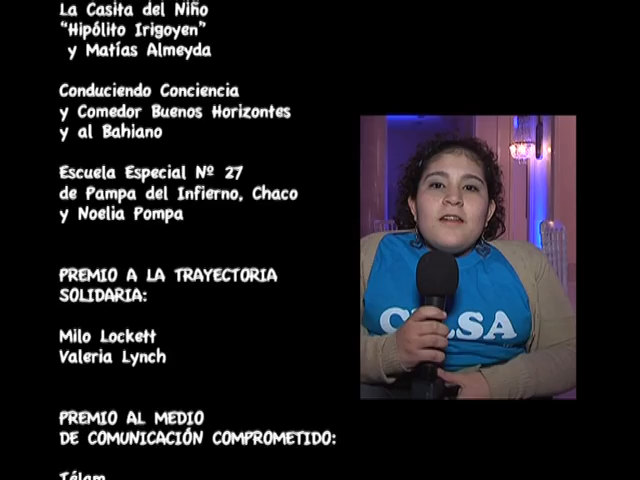 La Casita del Niño
“Hipólito Irigoyen”
y Matías Almeyda
Conduciendo Conciencia
y Comedor Buenos Horizontes
y al Bahiano
Escuela Especial Nº 27
de Pampa del Infierno, Chaco
y Noelia Pompa
PREMIO A LA TRAYECTORIA
SOLIDARIA:
Milo Lockett
Valeria Lynch
PREMIO AL MEDIO
DE COMUNICACIÓN COMPROMETIDO:
Télam